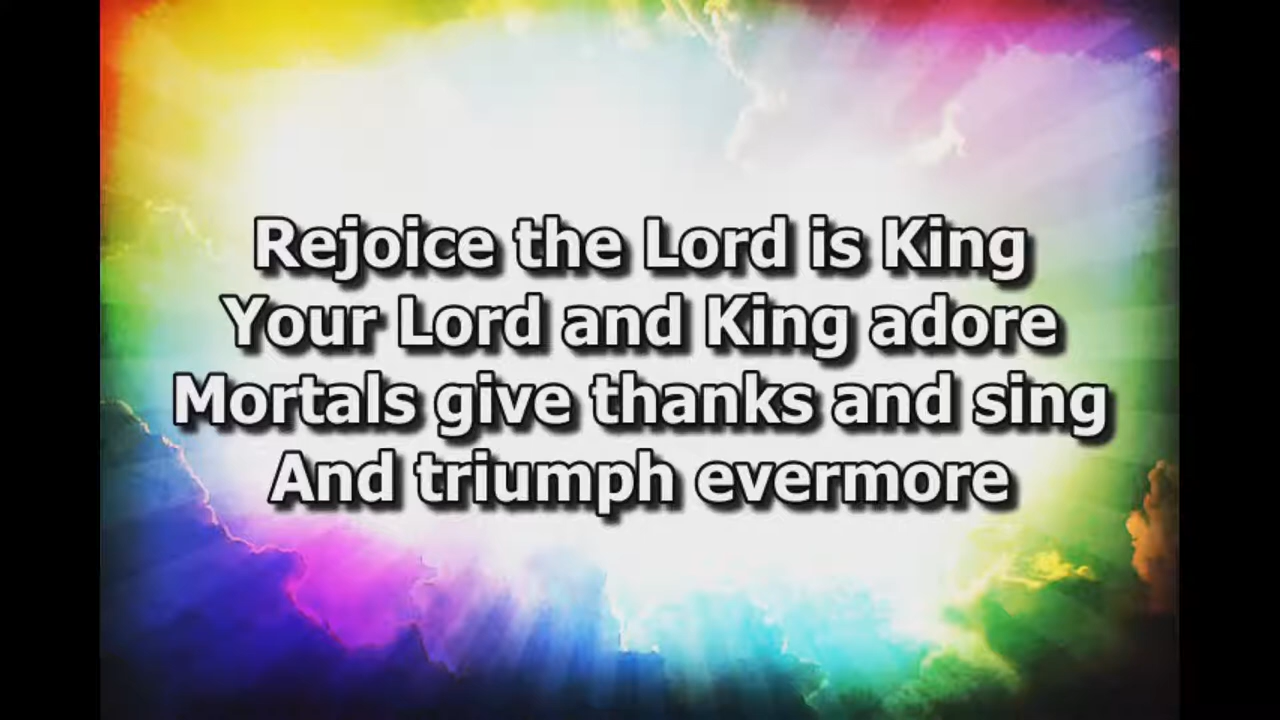 Rejoice the Lord is King
Your Lord and King adore
Mortals give thanks and sing
And triumph evermore